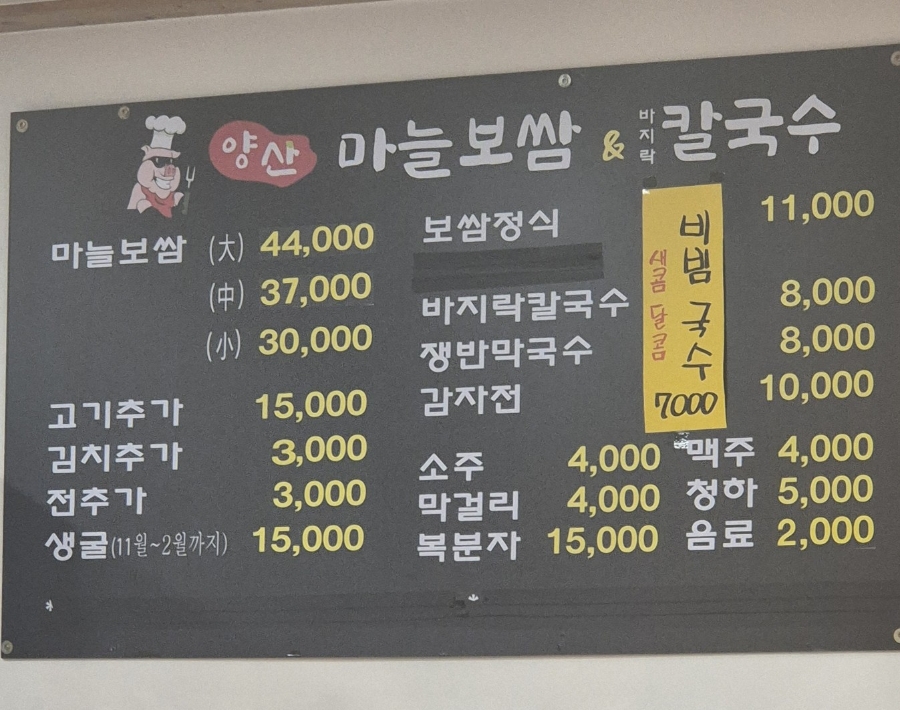 양산 마늘보쌈 & 바지락 칼국수
마늘보쌈 (大) 44,000
(中) 37,000
(小) 30,000
고기추가 15,000
김치추가 3,000
전추가 3,000
생굴(11월~2월까지) 15,000
보쌈정식 11,000
바지락칼국수 8,000
쟁반막국수 8,000
감자전 10,000
새콤 달콤
비빔국수
7000
소주 4,000 맥주 4,000
막걸리 4,000 청하 5,000
복분자 15,000 음료 2,000